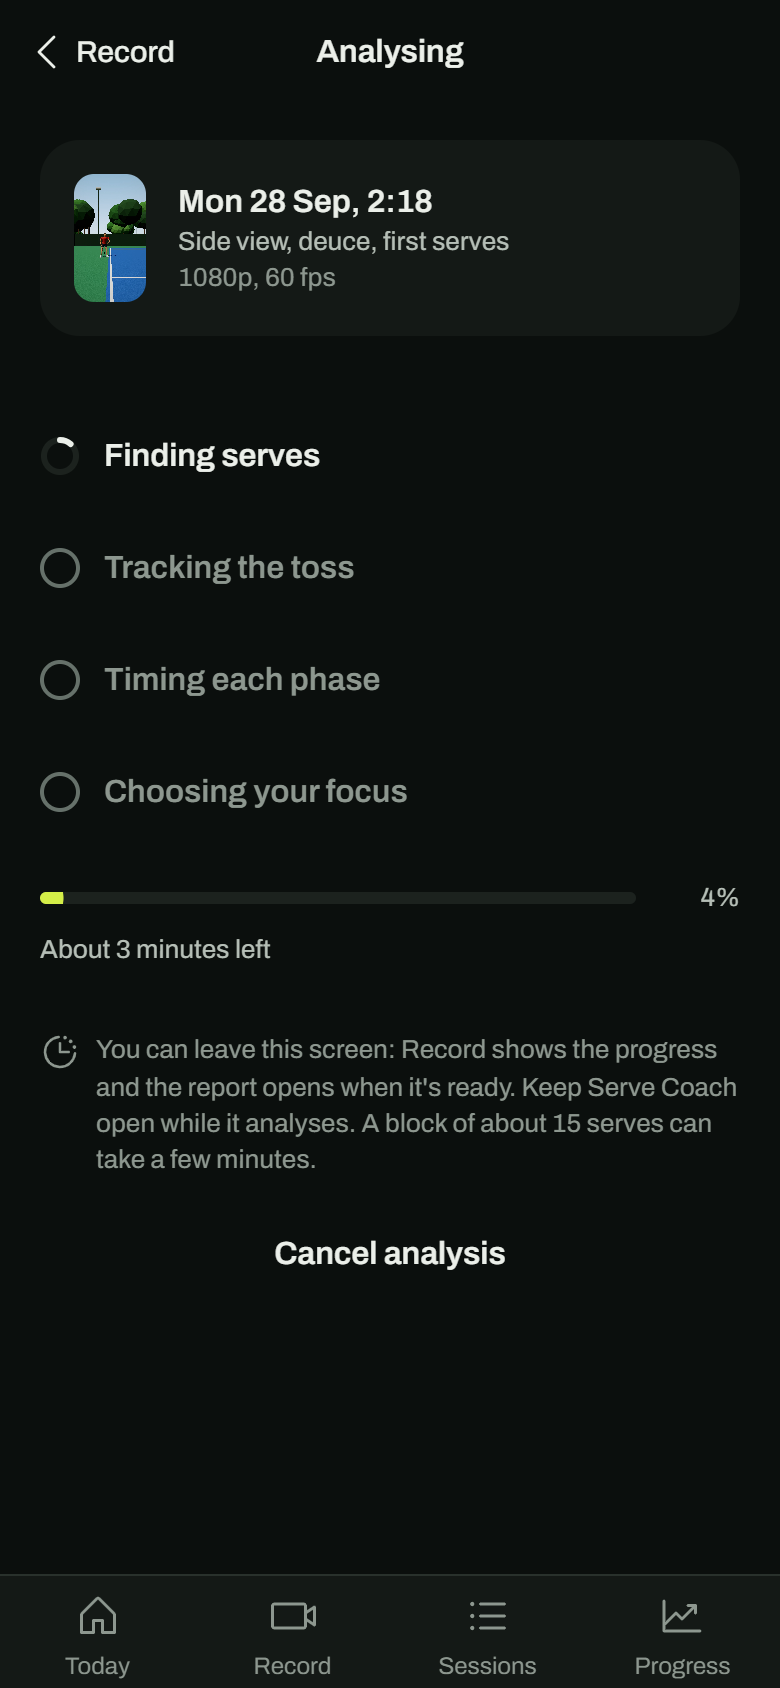 Record
Analysing
Mon 28 Sep, 2:18
Side view, deuce, first serves
1080p, 60 fps
Finding serves
Tracking the toss
Timing each phase
Choosing your focus
4%
About 3 minutes left
You can leave this screen: Record shows the progress
and the report opens when it's ready. Keep Serve Coach
open while it analyses. A block of about 15 serves can
take a few minutes.
Cancel analysis
Today
Record
Sessions
Progress